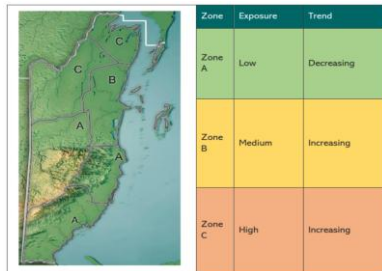 C
C
B
A
A
A
Zone Exposure Trend
Zone
A
Low Decreasing
Zone
B
Medium Increasing
Zone
C
High Increasing